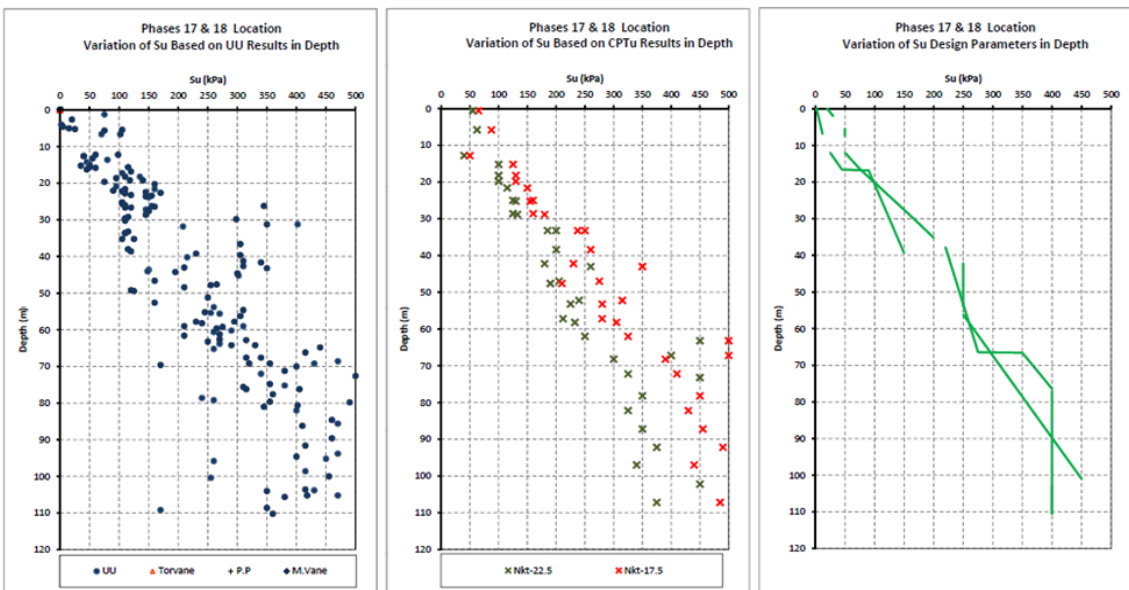 Phases 17 & 18 Location
Variation of Su Based on UU Results in Depth
Su (kPa)
0 50 100 150 200 250 300 350 400 450 500
0
10
20
30
40
50
60
70
80
90
100
110
120
Depth (m)
UU Torvane P.P M.Vane
Phases 17 & 18 Location
Variation of Su Based on CPTu Results in Depth
Su (kPa)
0 50 100 150 200 250 300 350 400 450 500
0
10
20
30
40
50
60
70
80
90
100
110
120
Depth (m)
Nkt-22.5 Nkt-17.5
Phases 17 & 18 Location
Variation of Su Design Parameters in Depth
Su (kPa)
0 50 100 150 200 250 300 350 400 450 500
0
10
20
30
40
50
60
70
80
90
100
110
120
Depth (m)